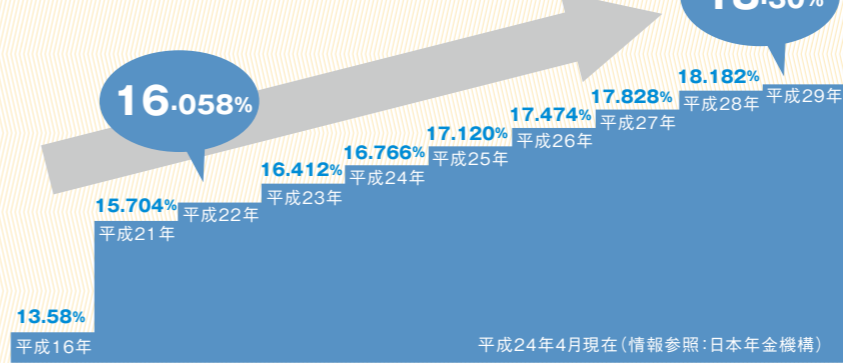 13.58%
平成16年
15.704%
平成21年
16.058%
平成22年
16.412%
平成23年
16.766%
平成24年
17.120%
平成25年
17.474%
平成26年
17.828%
平成27年
18.182%
平成28年
平成29年
平成24年4月現在(情報参照:日本年金機構)